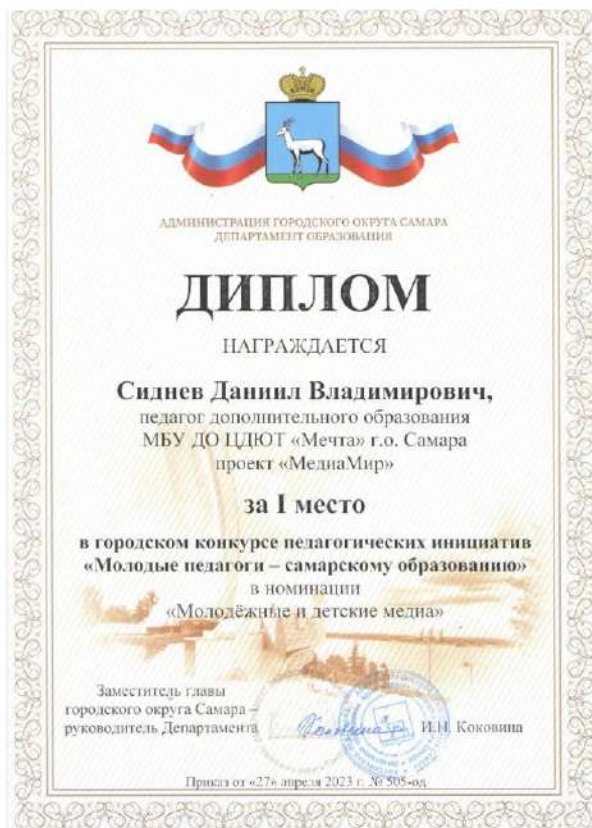 АДМИНИСТРАЦИЯ ГОРОДСКОГО ОКРУГА САМАРА
ДЕПАРТАМЕНТ ОБРАЗОВАНИЯ
ДИПЛОМ
НАГРАЖДАЕТСЯ
Сиднев Даниил Владимирович,
педагог дополнительного образования
МБУ ДО ЦДЮТ «Мечта» г.о. Самара
проект «МедиаМир»
за I место
в городском конкурсе педагогических инициатив
«Молодые педагоги – самарскому образованию»
в номинации
«Молодёжные и детские медиа»
Заместитель главы
городского округа Самара –
руководитель Департамента
И.Н. Коковина
Приказ от «27» апреля 2023 г. № 505-од